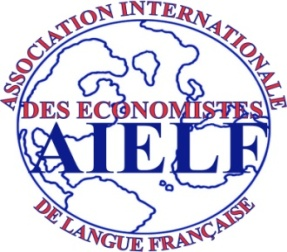 ASSOCIATION INTERNATIONALE
DES ECONOMISTES
AIELF
DE LANGUE FRANÇAISE